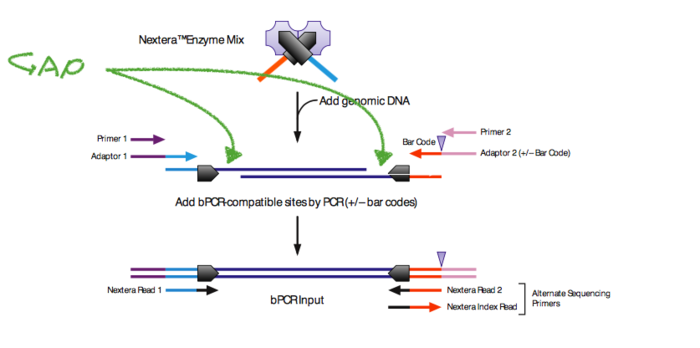 Nextera™Enzyme Mix
GAP
Add genomic DNA
Primer 1
Primer 2
Bar Code
Adaptor 1
Adaptor 2 (+/– Bar Code)
Add bPCR-compatible sites by PCR (+/– bar codes)
Nextera Read 1
Nextera Read 2
bPCR Input
Nextera Index Read
Alternate Sequencing
Primers